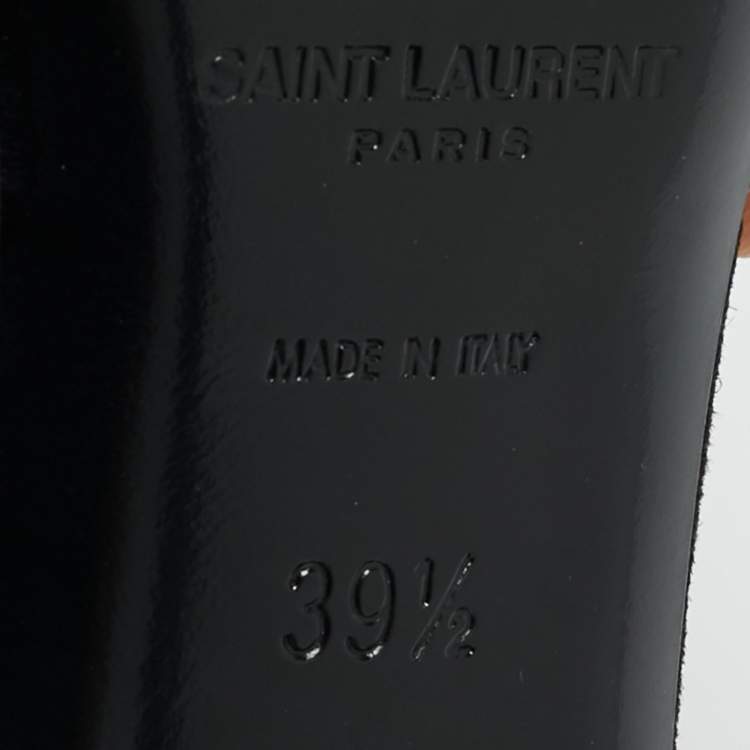 SAINT LAURENT
PARIS
MADE IN ITALY
39½